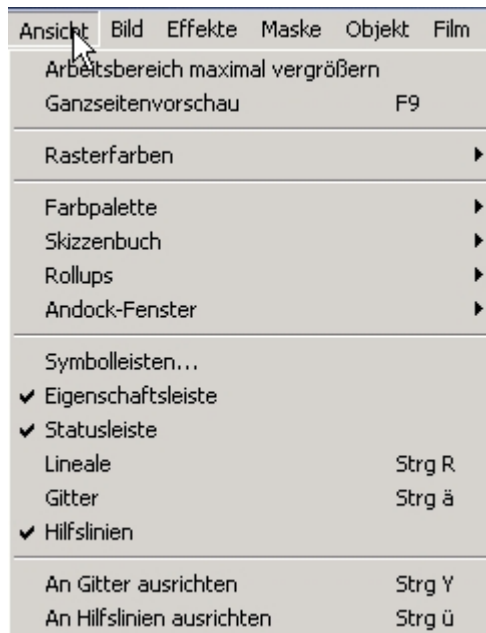 Ansicht Bild Effekte Maske Objekt Film
Arbeitsbereich maximal vergrößern
Ganzseitenvorschau F9
Rasterfarben
Farbpalette
Skizzenbuch
Rollups
Andock-Fenster
Symbolleisten...
Eigenschaftsleiste
Statusleiste
Lineale Strg R
Gitter Strg ä
Hilfslinien
An Gitter ausrichten Strg Y
An Hilfslinien ausrichten Strg ü